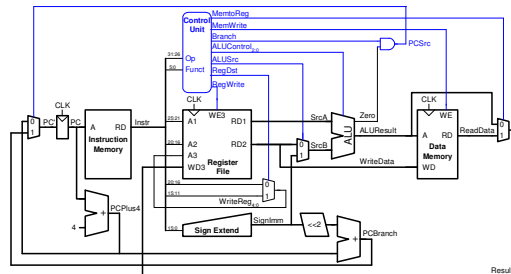 Control
Unit
MemtoReg
MemWrite
Branch
ALUControl2:0
ALUSrc
RegDst
RegWrite
PCSrc
31:26 Op
5:0 Funct
CLK
PC'
PC
0
1
A RD
Instruction
Memory
Instr
25:21
20:16
20:16
15:11
15:0
CLK
WE3
A1 RD1
A2 RD2
A3
WD3
Register
File
SrcA
SrcB
0
1
ALU
Zero
ALUResult
WriteData
CLK
WE
A RD
Data
Memory
WD
ReadData
0
1
0
1
WriteReg4:0
PCPlus4
+
4
SignImm
Sign Extend
<<2
+
PCBranch
Resul